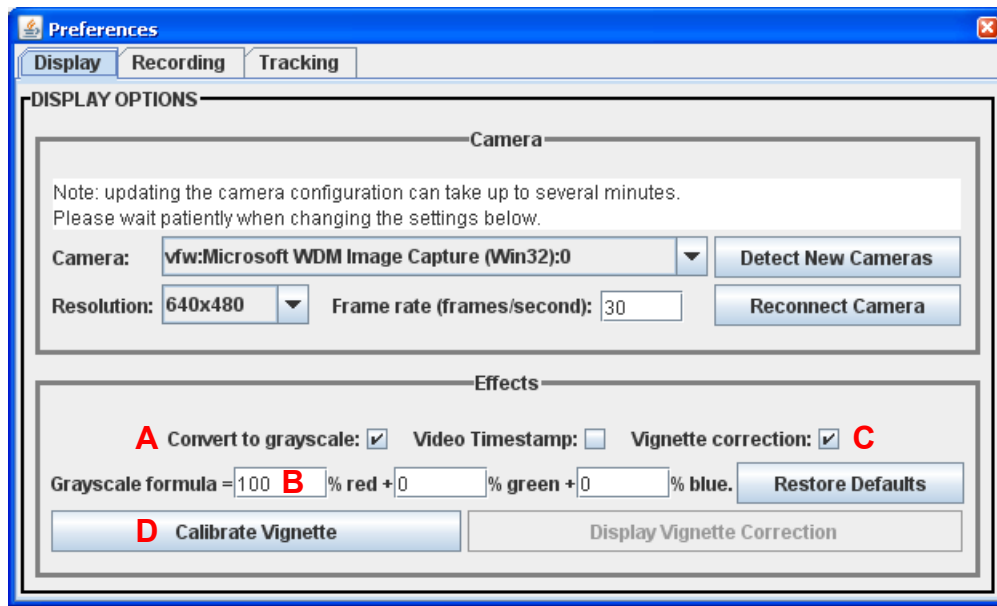 Preferences
Display Recording Tracking
DISPLAY OPTIONS
Camera
Note: updating the camera configuration can take up to several minutes.
Please wait patiently when changing the settings below.
Camera: vfw:Microsoft WDM Image Capture (Win32):0 Detect New Cameras
Resolution: 640x480 Frame rate (frames/second): 30 Reconnect Camera
Effects
A Convert to grayscale: Video Timestamp: Vignette correction: C
Grayscale formula = 100 B % red + 0 % green + 0 % blue. Restore Defaults
D Calibrate Vignette Display Vignette Correction